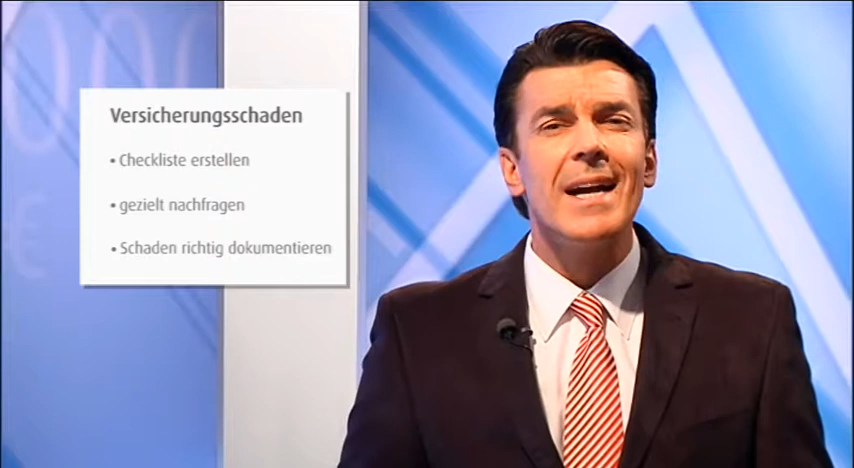 Versicherungsschaden
• Checkliste erstellen
• gezielt nachfragen
• Schaden richtig dokumentieren